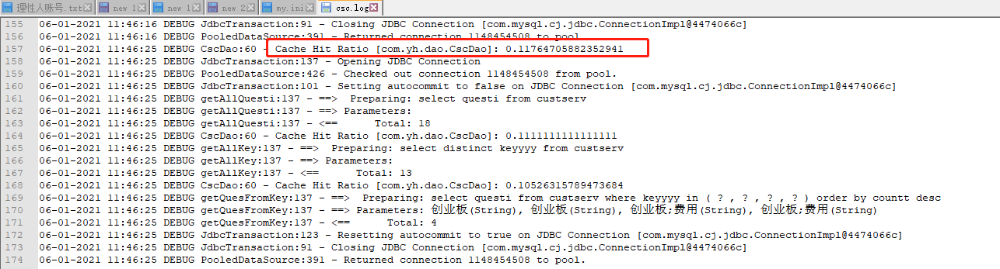 理性人账号.txt new 1 new 1 new 2 my.ini csc.log
155 06-01-2021 11:46:16 DEBUG JdbcTransaction:91 - Closing JDBC Connection [com.mysql.cj.jdbc.ConnectionImpl@4474066c]
156 06-01-2021 11:46:16 DEBUG PooledDataSource:391 - Returned connection 1148454508 to pool.
157 06-01-2021 11:46:25 DEBUG CscDao:60 - Cache Hit Ratio [com.yh.dao.CscDao]: 0.11764705882352941
158 06-01-2021 11:46:25 DEBUG JdbcTransaction:137 - Opening JDBC Connection
159 06-01-2021 11:46:25 DEBUG PooledDataSource:426 - Checked out connection 1148454508 from pool.
160 06-01-2021 11:46:25 DEBUG JdbcTransaction:101 - Setting autocommit to false on JDBC Connection [com.mysql.cj.jdbc.ConnectionImpl@4474066c]
161 06-01-2021 11:46:25 DEBUG getAllQuesti:137 - ==>  Preparing: select questi from custserv
162 06-01-2021 11:46:25 DEBUG getAllQuesti:137 - ==> Parameters:
163 06-01-2021 11:46:25 DEBUG getAllQuesti:137 - <==      Total: 18
164 06-01-2021 11:46:25 DEBUG CscDao:60 - Cache Hit Ratio [com.yh.dao.CscDao]: 0.1111111111111111
165 06-01-2021 11:46:25 DEBUG getAllKey:137 - ==>  Preparing: select distinct keyyyy from custserv
166 06-01-2021 11:46:25 DEBUG getAllKey:137 - ==> Parameters:
167 06-01-2021 11:46:25 DEBUG getAllKey:137 - <==      Total: 13
168 06-01-2021 11:46:25 DEBUG CscDao:60 - Cache Hit Ratio [com.yh.dao.CscDao]: 0.10526315789473684
169 06-01-2021 11:46:25 DEBUG getQuesFromKey:137 - ==>  Preparing: select questi from custserv where keyyyy in ( ? , ? , ? , ? ) order by countt desc
170 06-01-2021 11:46:25 DEBUG getQuesFromKey:137 - ==> Parameters: 创业板(String), 创业板(String), 创业板;费用(String), 创业板;费用(String)
171 06-01-2021 11:46:25 DEBUG getQuesFromKey:137 - <==      Total: 4
172 06-01-2021 11:46:25 DEBUG JdbcTransaction:123 - Resetting autocommit to true on JDBC Connection [com.mysql.cj.jdbc.ConnectionImpl@4474066c]
173 06-01-2021 11:46:25 DEBUG JdbcTransaction:91 - Closing JDBC Connection [com.mysql.cj.jdbc.ConnectionImpl@4474066c]
174 06-01-2021 11:46:25 DEBUG PooledDataSource:391 - Returned connection 1148454508 to pool.